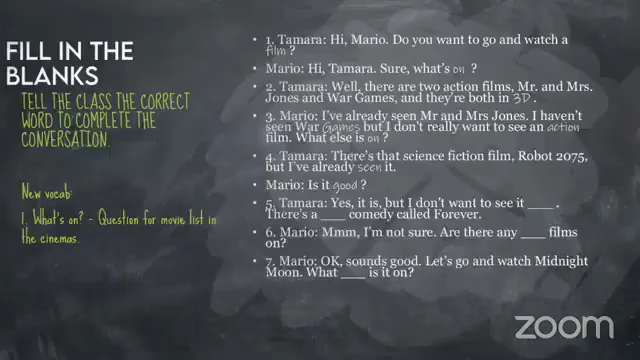 FILL IN THE
BLANKS
TELL THE CLASS THE CORRECT
WORD TO COMPLETE THE
CONVERSATION.
New vocab:
1. What's on? - Question for movie list in
the cinemas.
• 1. Tamara: Hi, Mario. Do you want to go and watch a
film ?
• Mario: Hi, Tamara. Sure, what's on ?
• 2. Tamara: Well, there are two action films, Mr. and Mrs.
Jones and War Games, and they're both in 3D .
• 3. Mario: I've already seen Mr and Mrs Jones. I haven't
seen War Games but I don't really want to see an action
film. What else is on ?
• 4. Tamara: There's that science fiction film, Robot 2075,
but I've already seen it.
• Mario: Is it good ?
• 5. Tamara: Yes, it is, but I don't want to see it ___ .
There's a ___ comedy called Forever.
• 6. Mario: Mmm, I'm not sure. Are there any ___ films
on?
• 7. Mario: OK, sounds good. Let's go and watch Midnight
Moon. What ___ is it on?
zoom